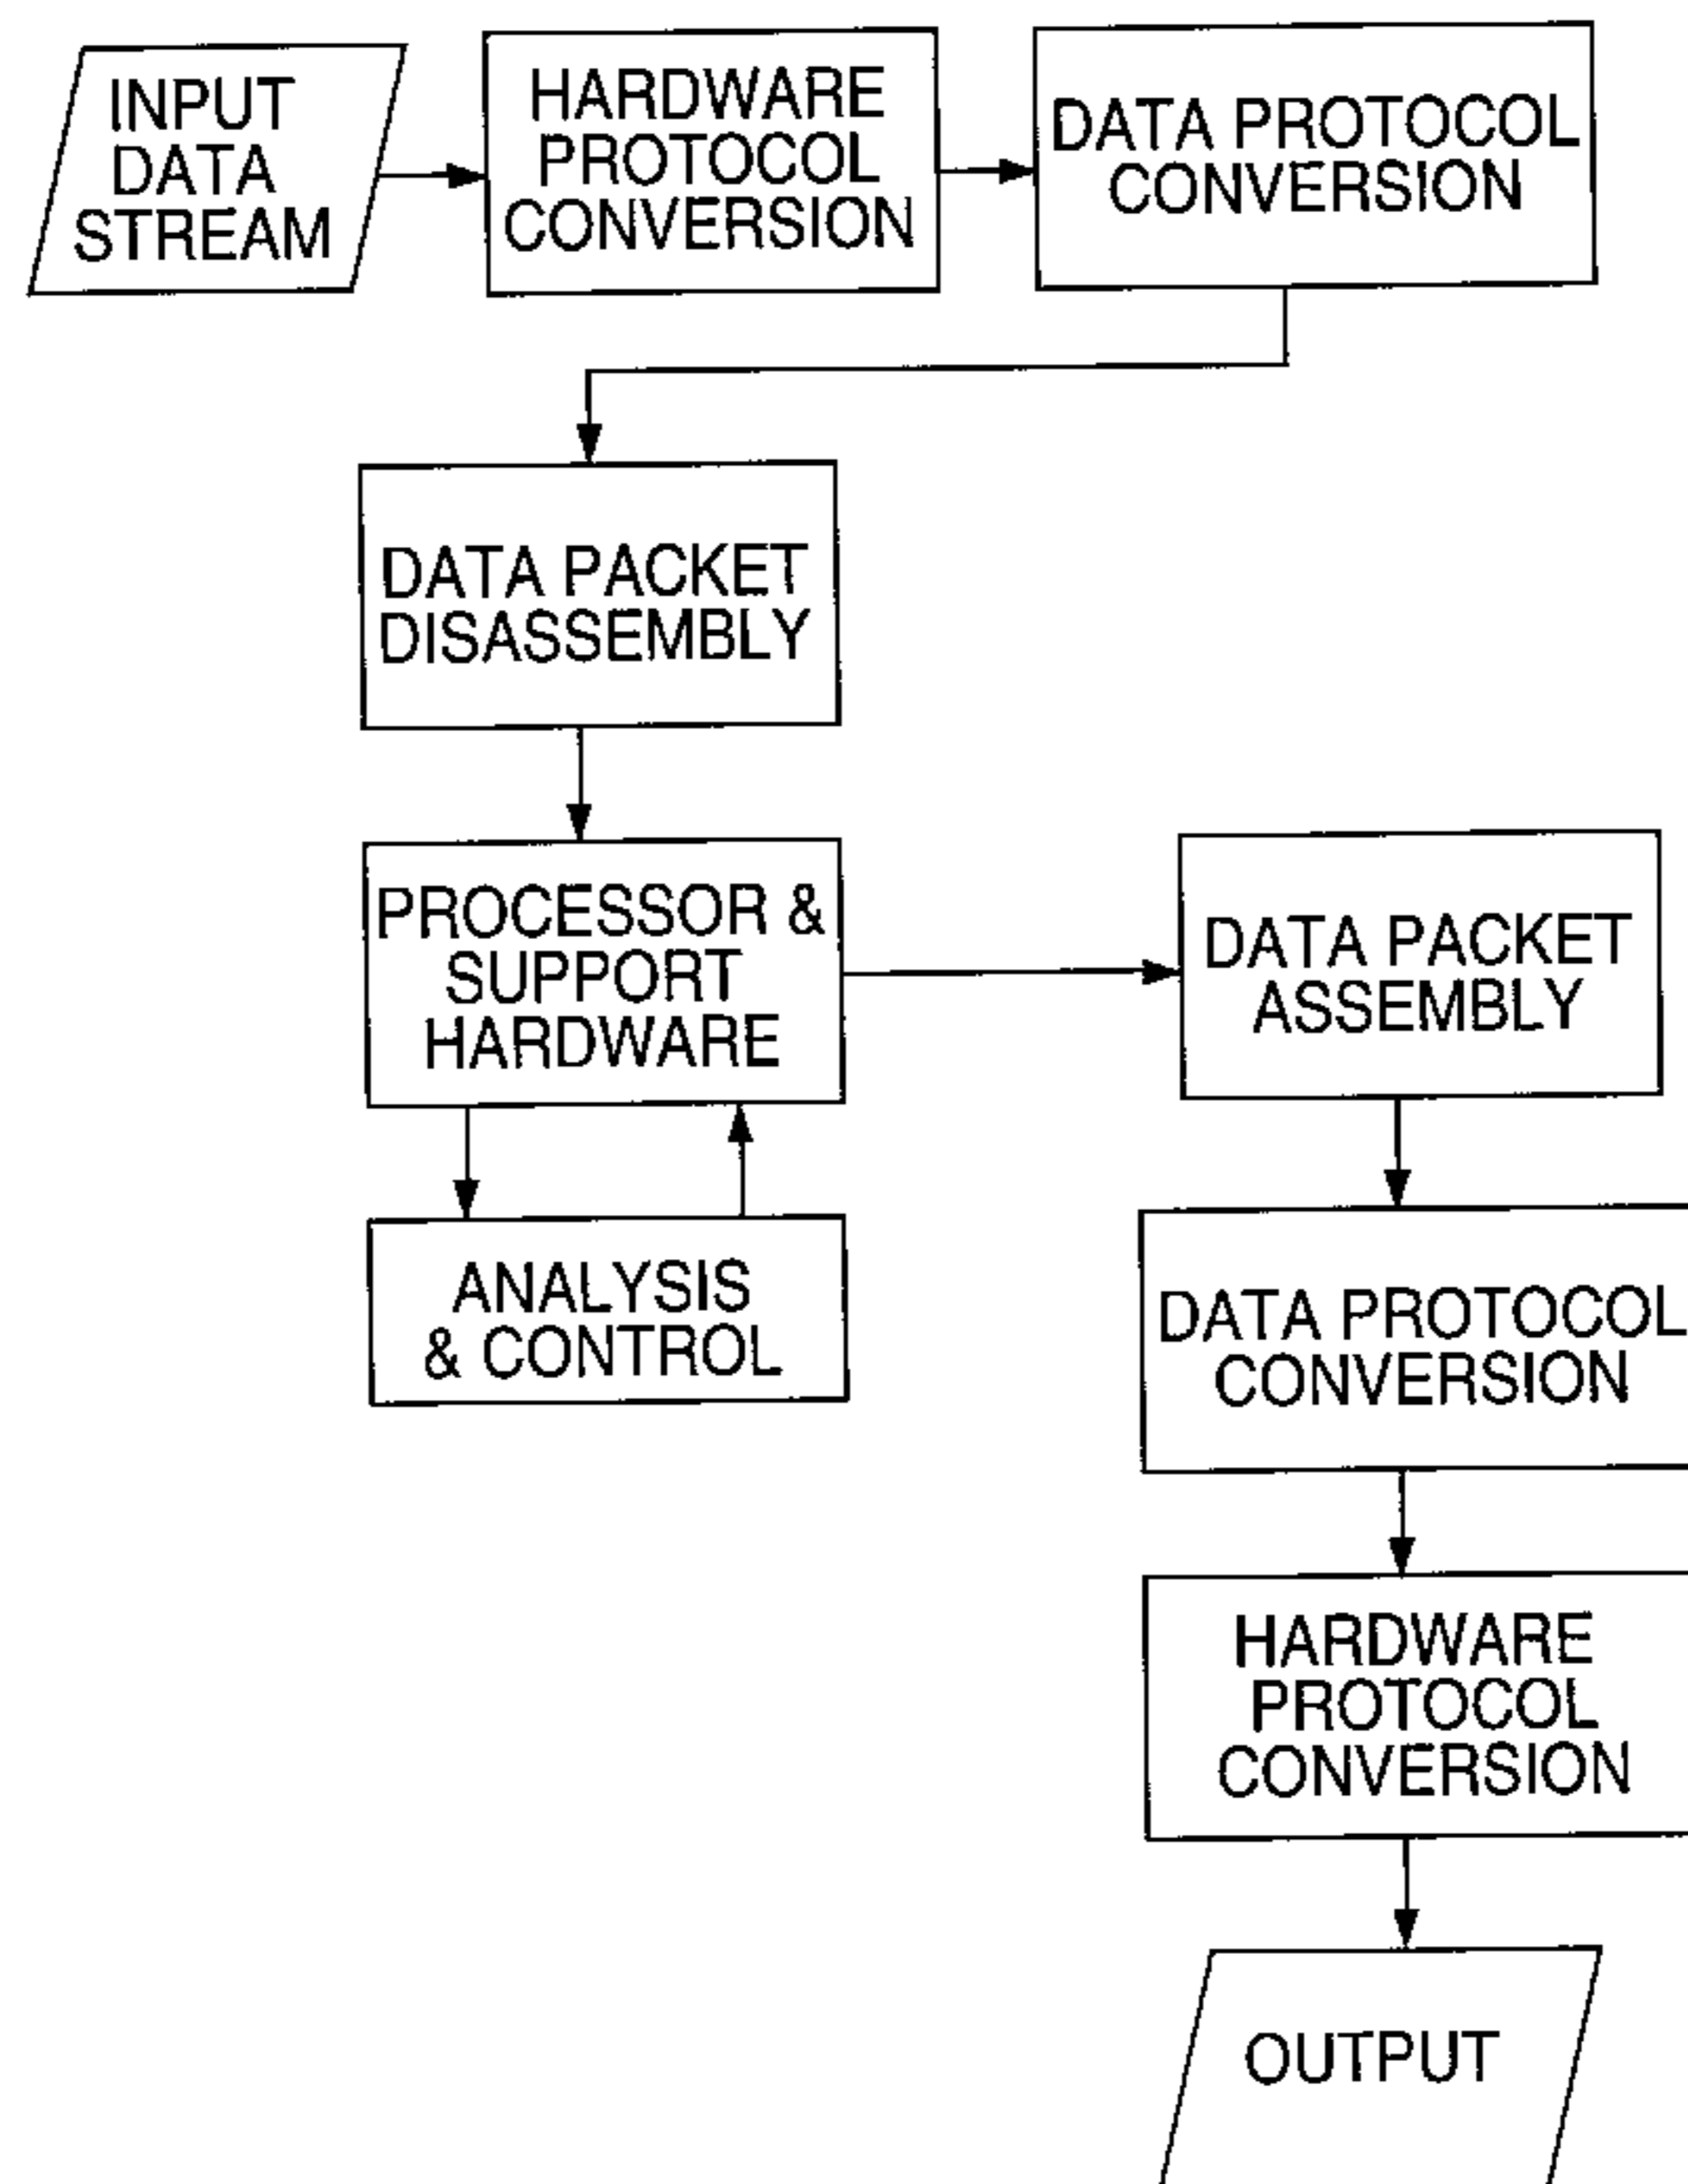 INPUT
DATA
STREAM
HARDWARE
PROTOCOL
CONVERSION
DATA PROTOCOL
CONVERSION
DATA PACKET
DISASSEMBLY
PROCESSOR &
SUPPORT
HARDWARE
DATA PACKET
ASSEMBLY
ANALYSIS
& CONTROL
DATA PROTOCOL
CONVERSION
HARDWARE
PROTOCOL
CONVERSION
OUTPUT